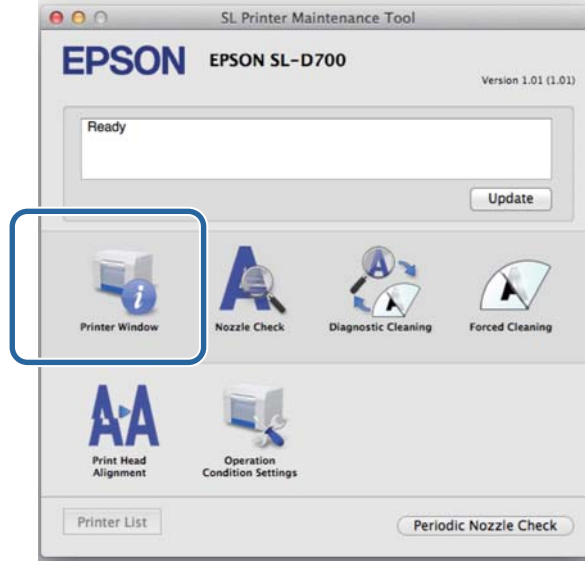 SL Printer Maintenance Tool
EPSON EPSON SL-D700
Version 1.01 (1.01)
Ready
Update
Printer Window Nozzle Check Diagnostic Cleaning Forced Cleaning
Print Head
Alignment
Operation
Condition Settings
Printer List Periodic Nozzle Check